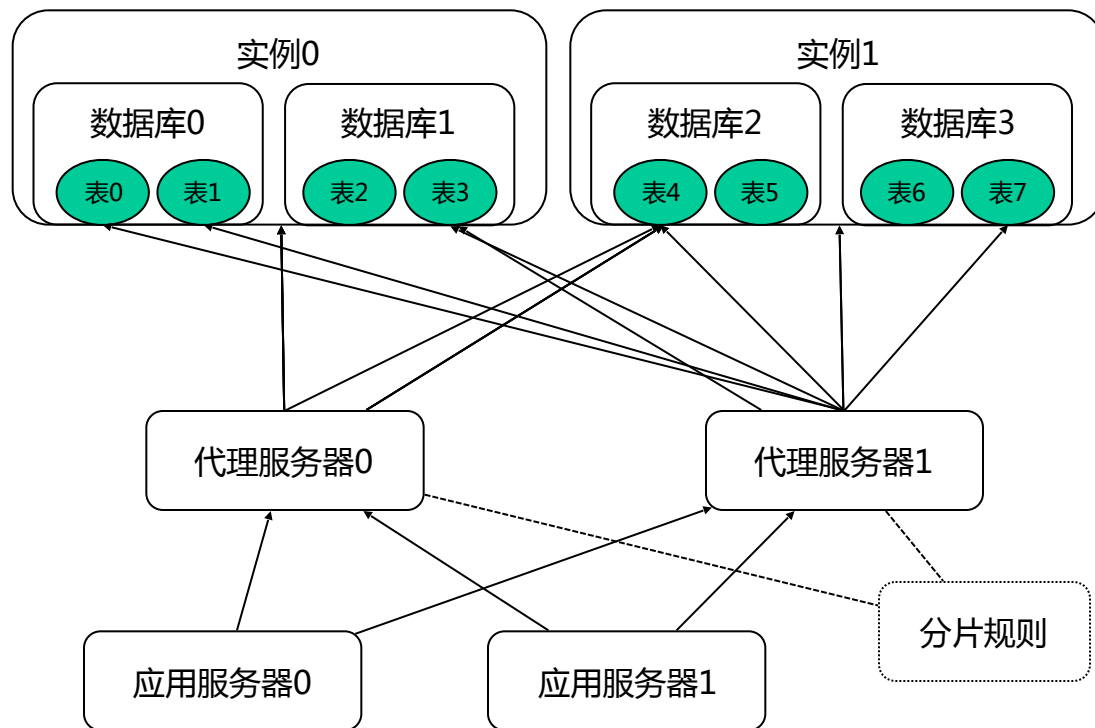 实例0
实例1
数据库0
数据库1
数据库2
数据库3
表0
表1
表2
表3
表4
表5
表6
表7
代理服务器0
代理服务器1
分片规则
应用服务器0
应用服务器1